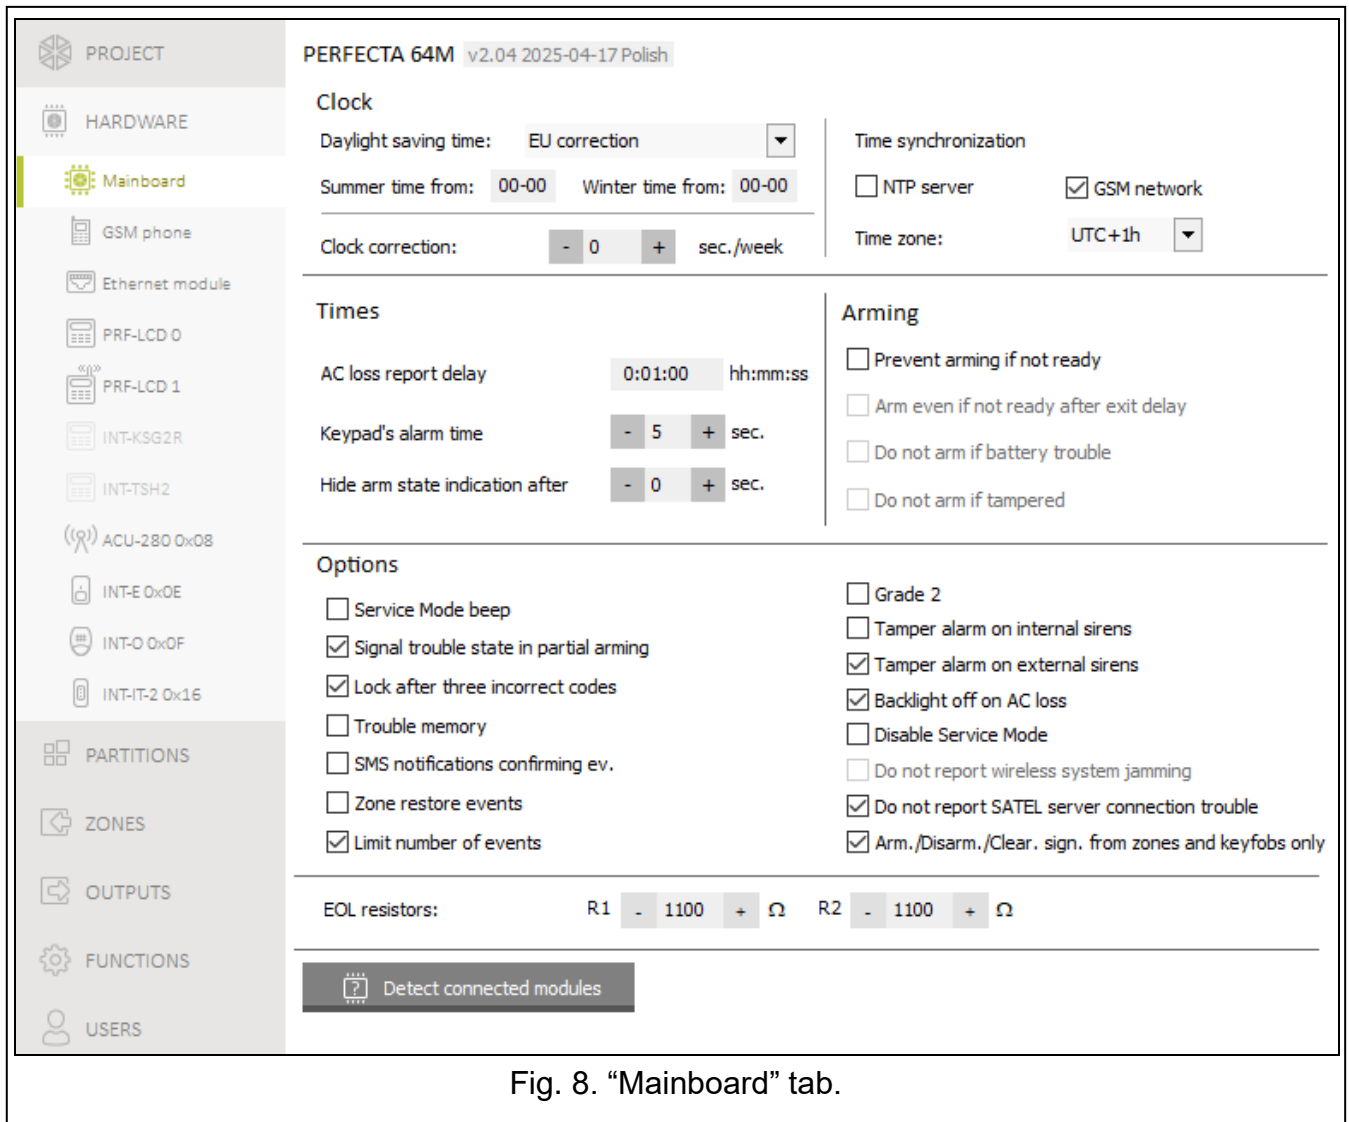 PROJECT
HARDWARE
Mainboard
GSM phone
Ethernet module
PRF-LCD 0
PRF-LCD 1
INT-KSG2R
INT-TSH2
ACU-280 0x08
INT-E 0x0E
INT-O 0x0F
INT-IT-2 0x16
PARTITIONS
ZONES
OUTPUTS
FUNCTIONS
USERS
PERFECTA 64M v2.04 2025-04-17 Polish
Clock
Daylight saving time: EU correction
Summer time from: 00-00 Winter time from: 00-00
Clock correction: - 0 + sec./week
Time synchronization
NTP server GSM network
Time zone: UTC+1h
Times
AC loss report delay 0:01:00 hh:mm:ss
Keypad's alarm time - 5 + sec.
Hide arm state indication after - 0 + sec.
Arming
Prevent arming if not ready
Arm even if not ready after exit delay
Do not arm if battery trouble
Do not arm if tampered
Options
Service Mode beep
Signal trouble state in partial arming
Lock after three incorrect codes
Trouble memory
SMS notifications confirming ev.
Zone restore events
Limit number of events
Grade 2
Tamper alarm on internal sirens
Tamper alarm on external sirens
Backlight off on AC loss
Disable Service Mode
Do not report wireless system jamming
Do not report SATEL server connection trouble
Arm./Disarm./Clear. sign. from zones and keyfobs only
EOL resistors: R1 - 1100 + Ω R2 - 1100 + Ω
? Detect connected modules
Fig. 8. “Mainboard” tab.